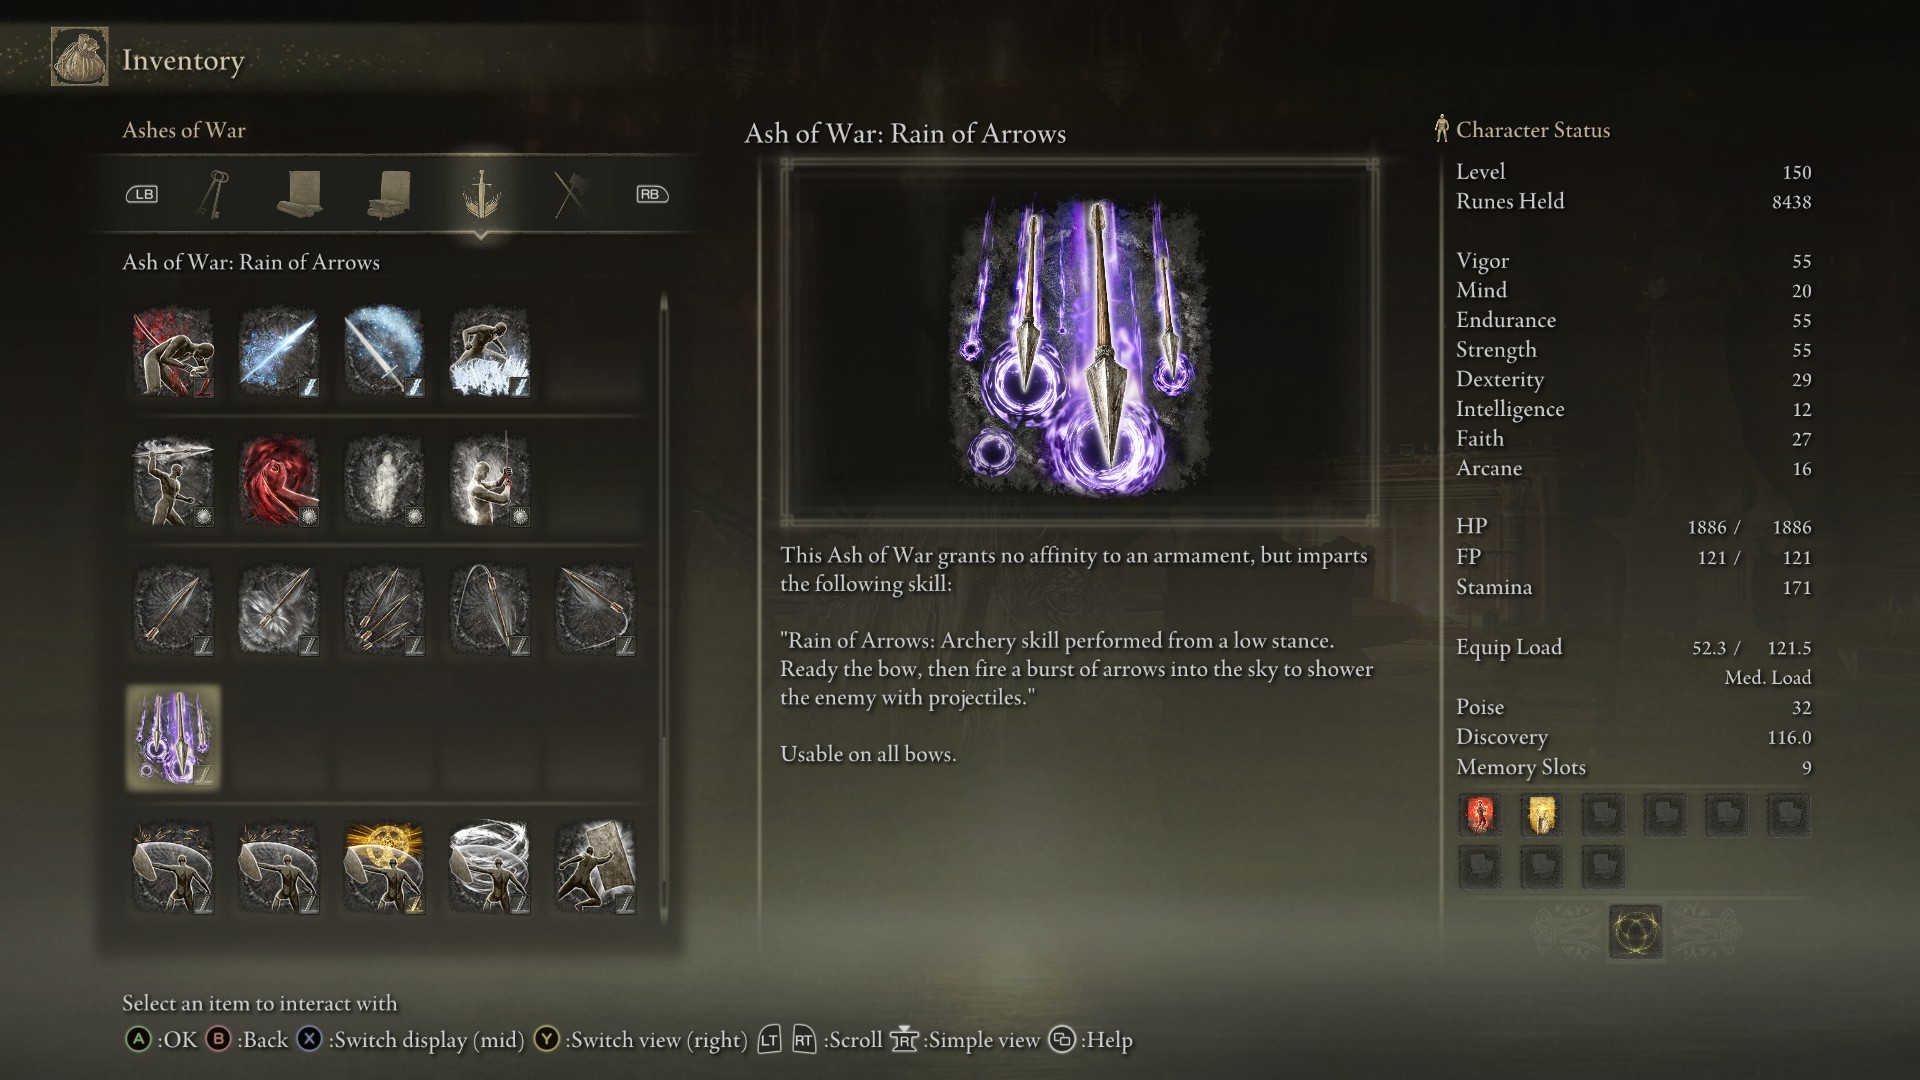 Inventory
Ashes of War
LB
RB
Ash of War: Rain of Arrows
Ash of War: Rain of Arrows
This Ash of War grants no affinity to an armament, but imparts
the following skill:
"Rain of Arrows: Archery skill performed from a low stance.
Ready the bow, then fire a burst of arrows into the sky to shower
the enemy with projectiles."
Usable on all bows.
Character Status
Level 150
Runes Held 8438
Vigor 55
Mind 20
Endurance 55
Strength 55
Dexterity 29
Intelligence 12
Faith 27
Arcane 16
HP 1886 / 1886
FP 121 / 121
Stamina 171
Equip Load 52.3 / 121.5
Med. Load
Poise 32
Discovery 116.0
Memory Slots 9
Select an item to interact with
A :OK B :Back X :Switch display (mid) Y :Switch view (right) LT RT :Scroll R :Simple view :Help